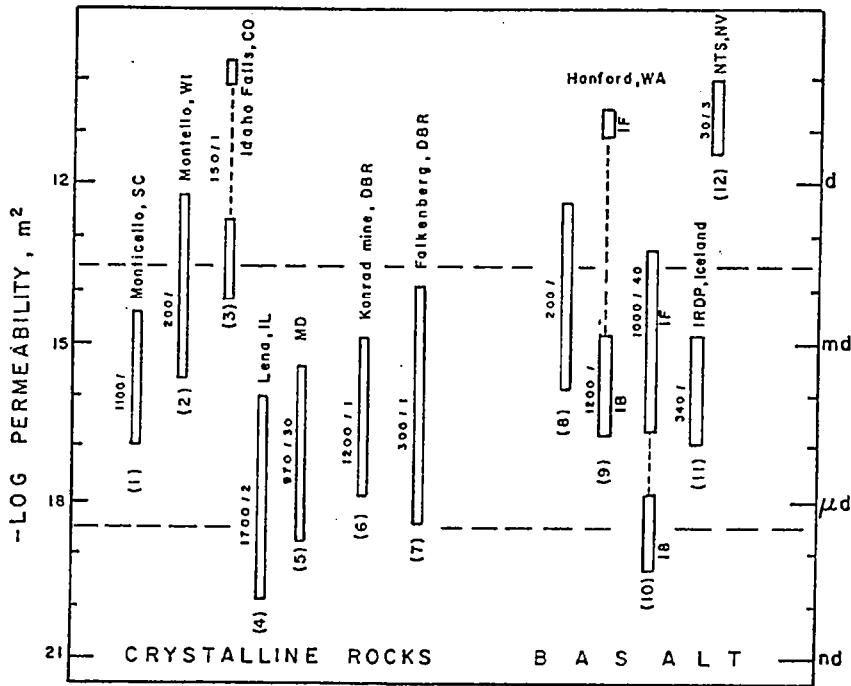 -LOG PERMEABILITY, m²
12
15
18
21
d
md
μd
nd
Monticello, SC
1100/
(1)
Montello, WI
200/
(2)
Idaho Falls, CO
150/1
(3)
Lena, IL
1700/2
(4)
MD
970/30
(5)
Konrad mine, DBR
1200/1
(6)
Falkenberg, DBR
300/1
(7)
200/
(8)
Hanford, WA
IF
1200/
IB
(9)
1000/40
IF
IB
(10)
IRDP, Iceland
340/
(11)
NTS, NV
30/3
(12)
CRYSTALLINE ROCKS
BASALT